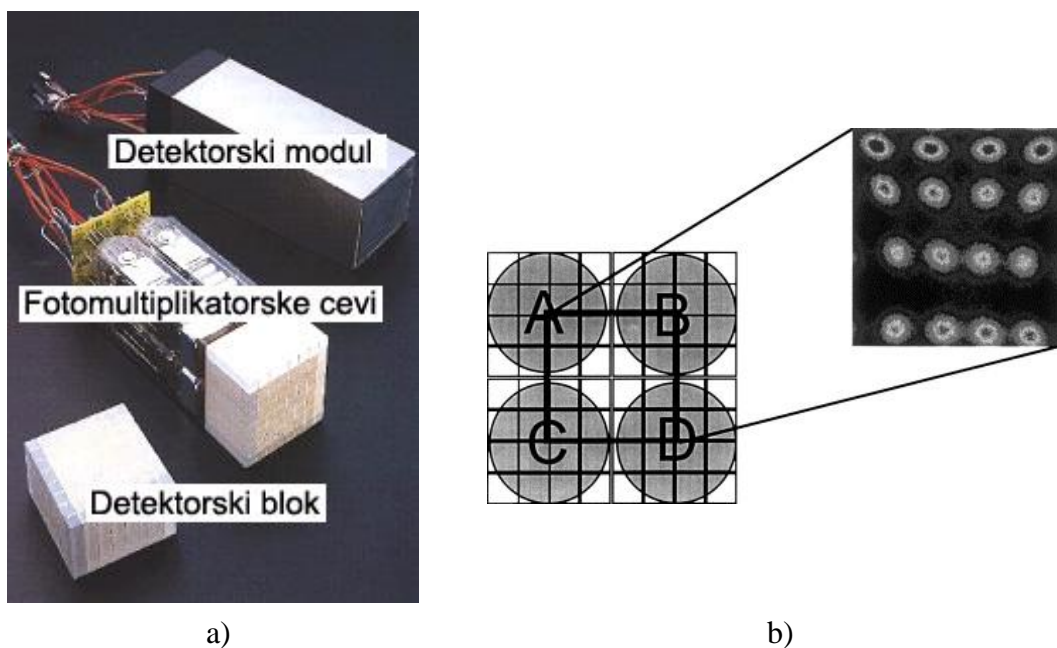 Detektorski modul
Fotomultiplikatorske cevi
Detektorski blok
A B
C D
a) b)